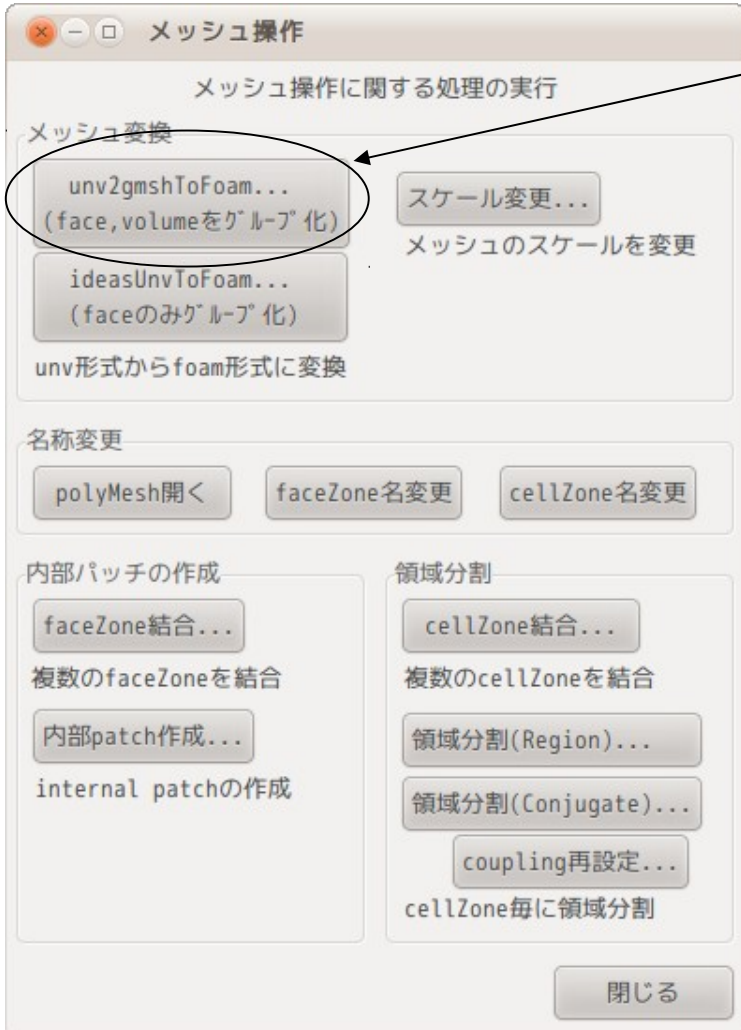 メッシュ操作
メッシュ操作に関する処理の実行
メッシュ変換
unv2gmshToFoam...
(face,volumeをｸﾞﾙｰﾌﾟ化)
スケール変更...
メッシュのスケールを変更
ideasUnvToFoam...
(faceのみｸﾞﾙｰﾌﾟ化)
unv形式からfoam形式に変換
名称変更
polyMesh開く
faceZone名変更
cellZone名変更
内部パッチの作成
faceZone結合...
複数のfaceZoneを結合
内部patch作成...
internal patchの作成
領域分割
cellZone結合...
複数のcellZoneを結合
領域分割(Region)...
領域分割(Conjugate)...
coupling再設定...
cellZone毎に領域分割
閉じる